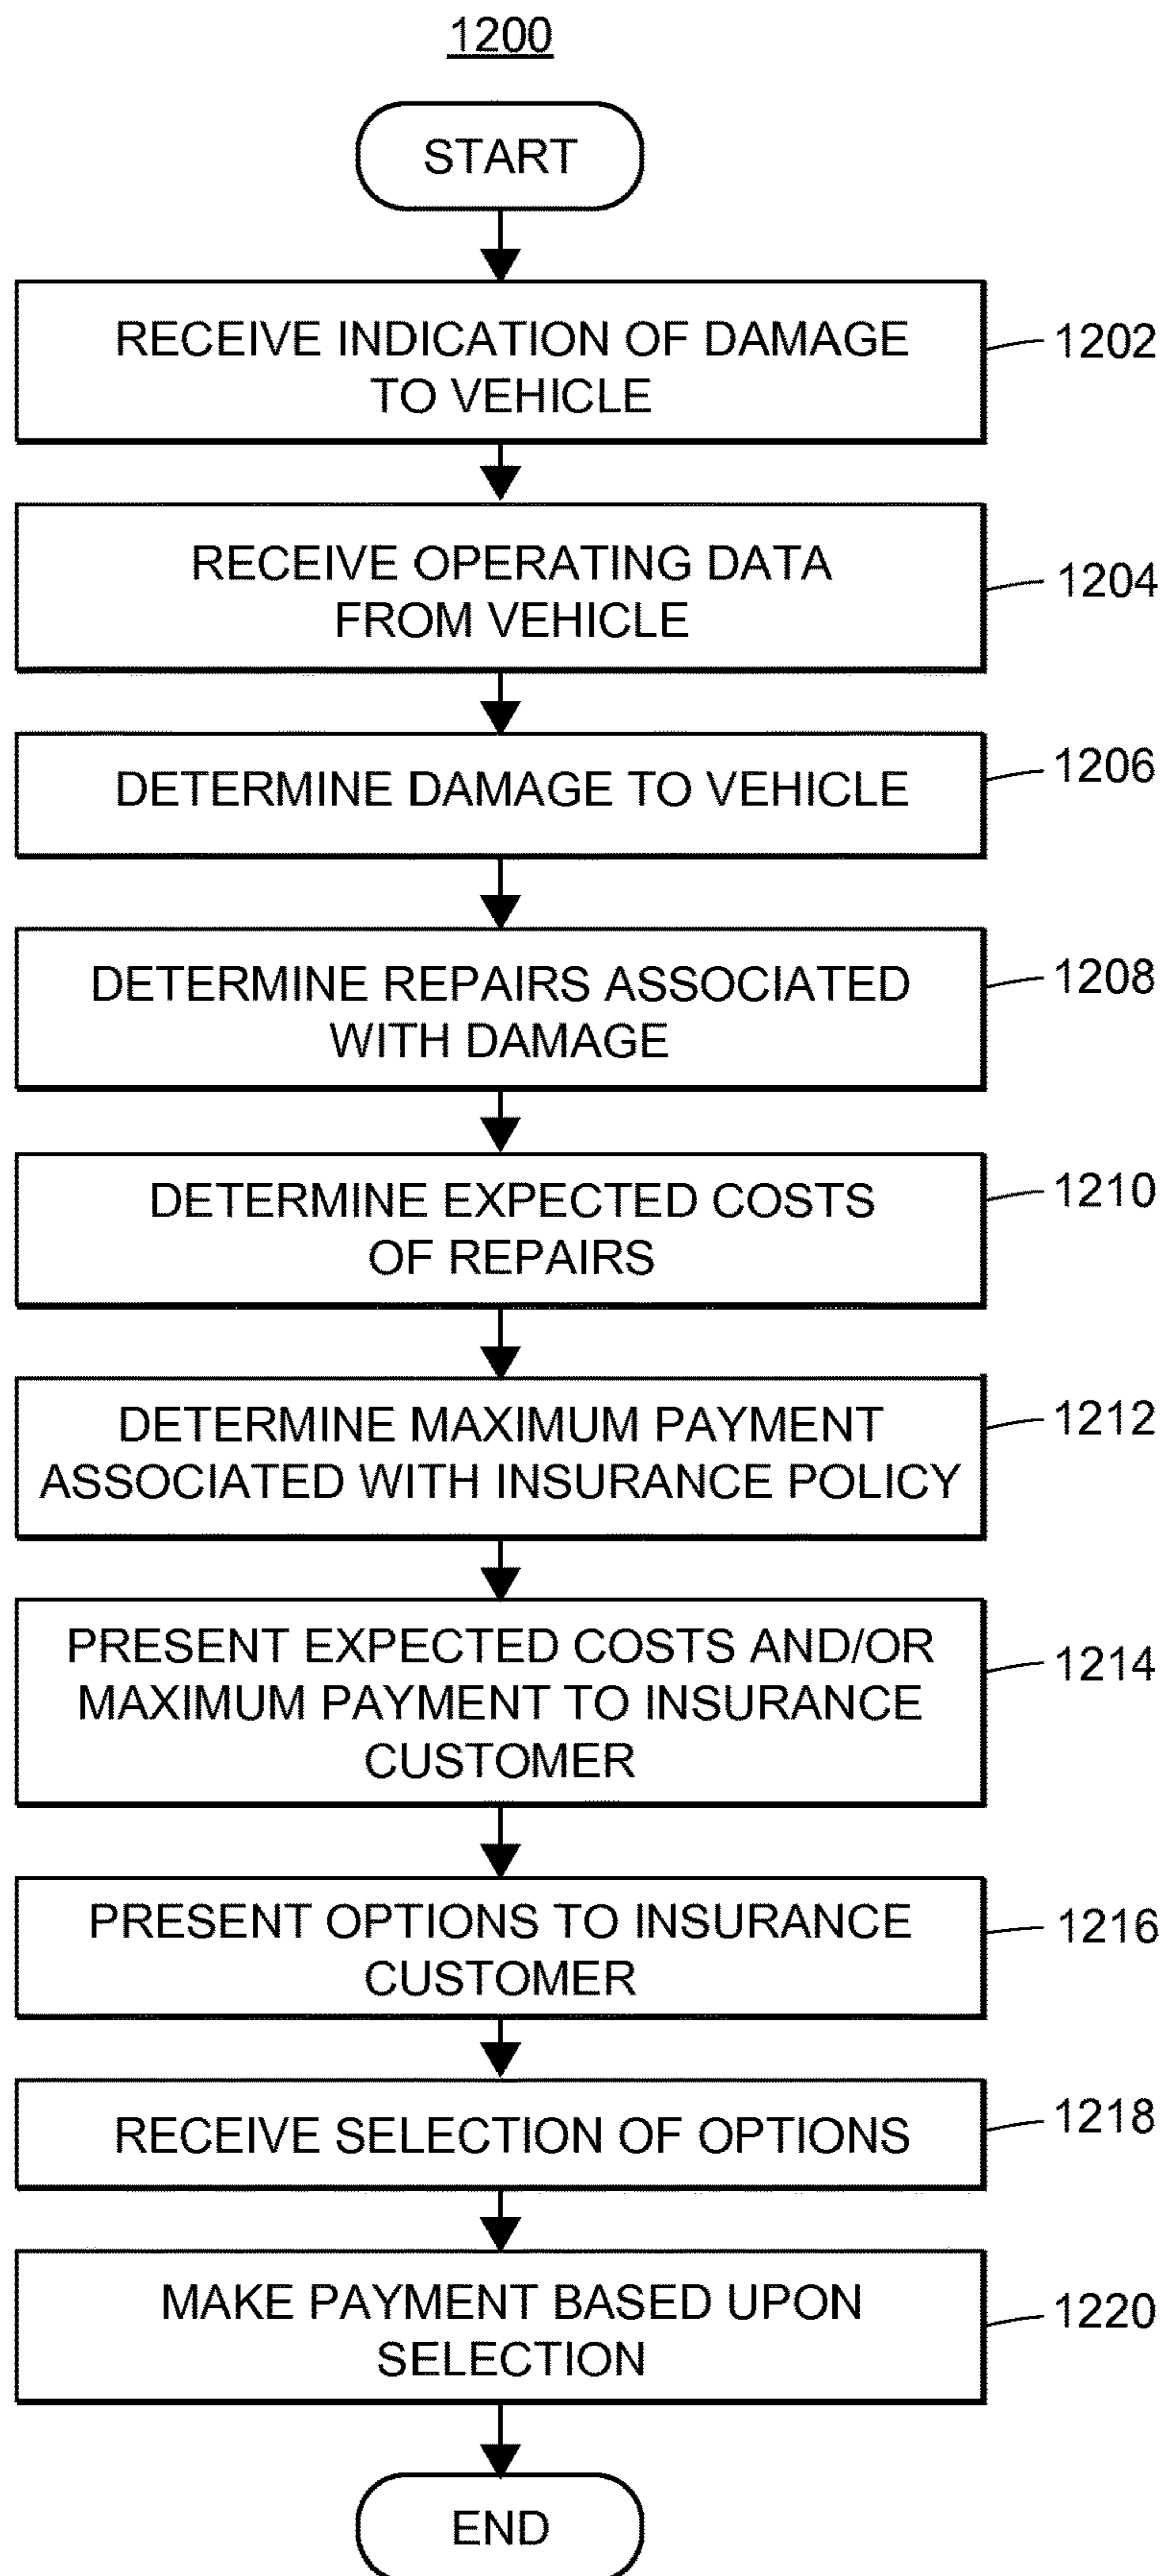 1200
START
RECEIVE INDICATION OF DAMAGE
TO VEHICLE
1202
RECEIVE OPERATING DATA
FROM VEHICLE
1204
DETERMINE DAMAGE TO VEHICLE
1206
DETERMINE REPAIRS ASSOCIATED
WITH DAMAGE
1208
DETERMINE EXPECTED COSTS
OF REPAIRS
1210
DETERMINE MAXIMUM PAYMENT
ASSOCIATED WITH INSURANCE POLICY
1212
PRESENT EXPECTED COSTS AND/OR
MAXIMUM PAYMENT TO INSURANCE
CUSTOMER
1214
PRESENT OPTIONS TO INSURANCE
CUSTOMER
1216
RECEIVE SELECTION OF OPTIONS
1218
MAKE PAYMENT BASED UPON
SELECTION
1220
END